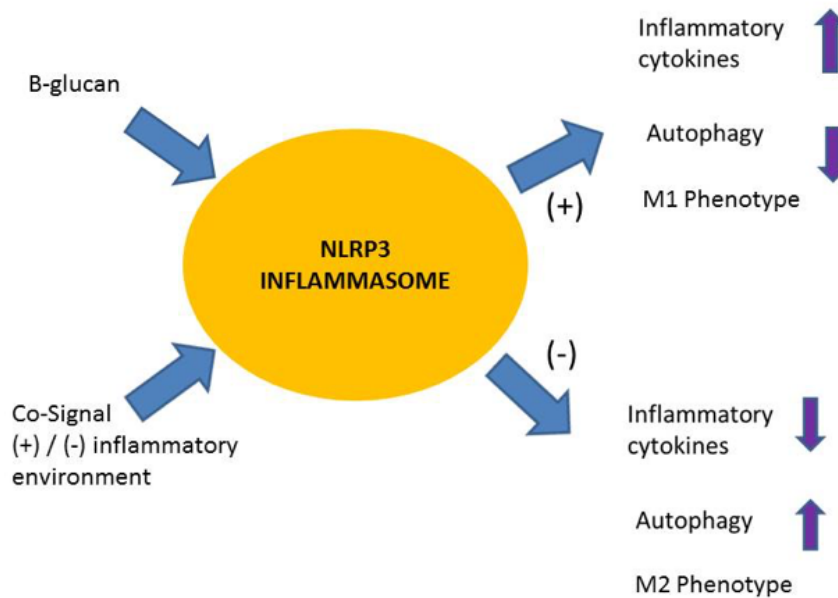 B-glucan
Co-Signal
(+) / (-) inflammatory
environment
NLRP3
INFLAMMASOME
(+)
(-)
Inflammatory
cytokines
Autophagy
M1 Phenotype
Inflammatory
cytokines
Autophagy
M2 Phenotype